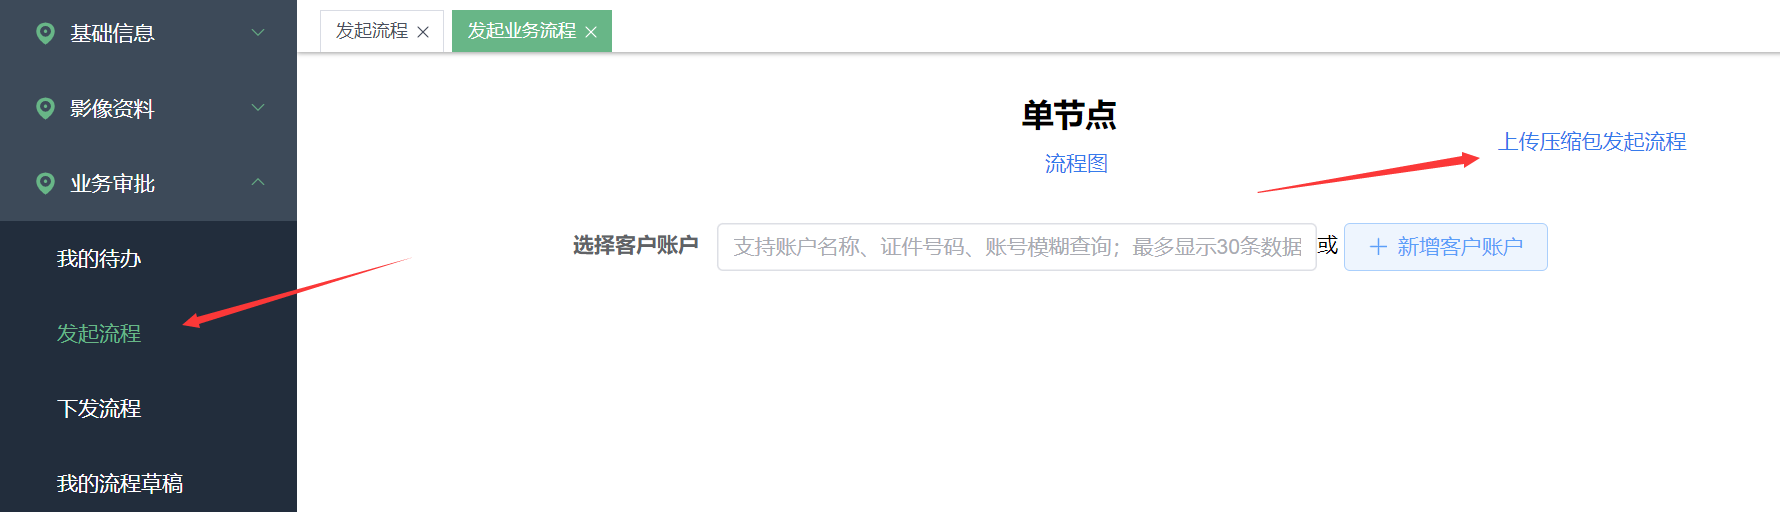 基础信息
影像资料
业务审批
我的待办
发起流程
下发流程
我的流程草稿
发起流程
发起业务流程
单节点
流程图
上传压缩包发起流程
选择客户账户 支持账户名称、证件号码、账号模糊查询；最多显示30条数据 或 新增客户账户